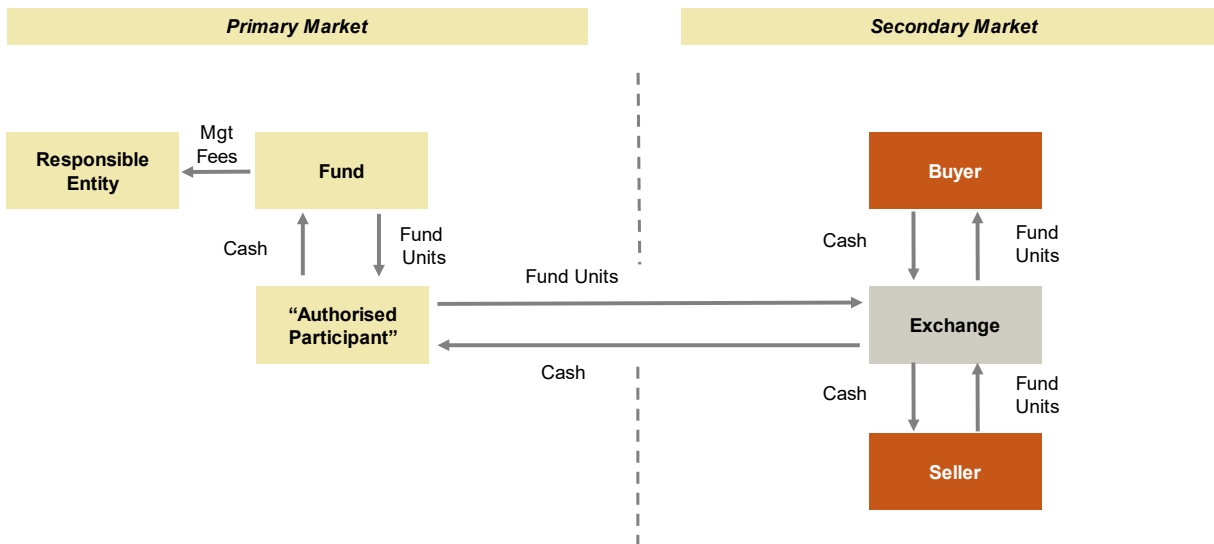 Primary Market
Secondary Market
Mgt
Fees
Responsible
Entity
Fund
Buyer
Cash
Fund
Units
Cash
Fund
Units
Fund Units
“Authorised
Participant”
Exchange
Cash
Cash
Fund
Units
Seller